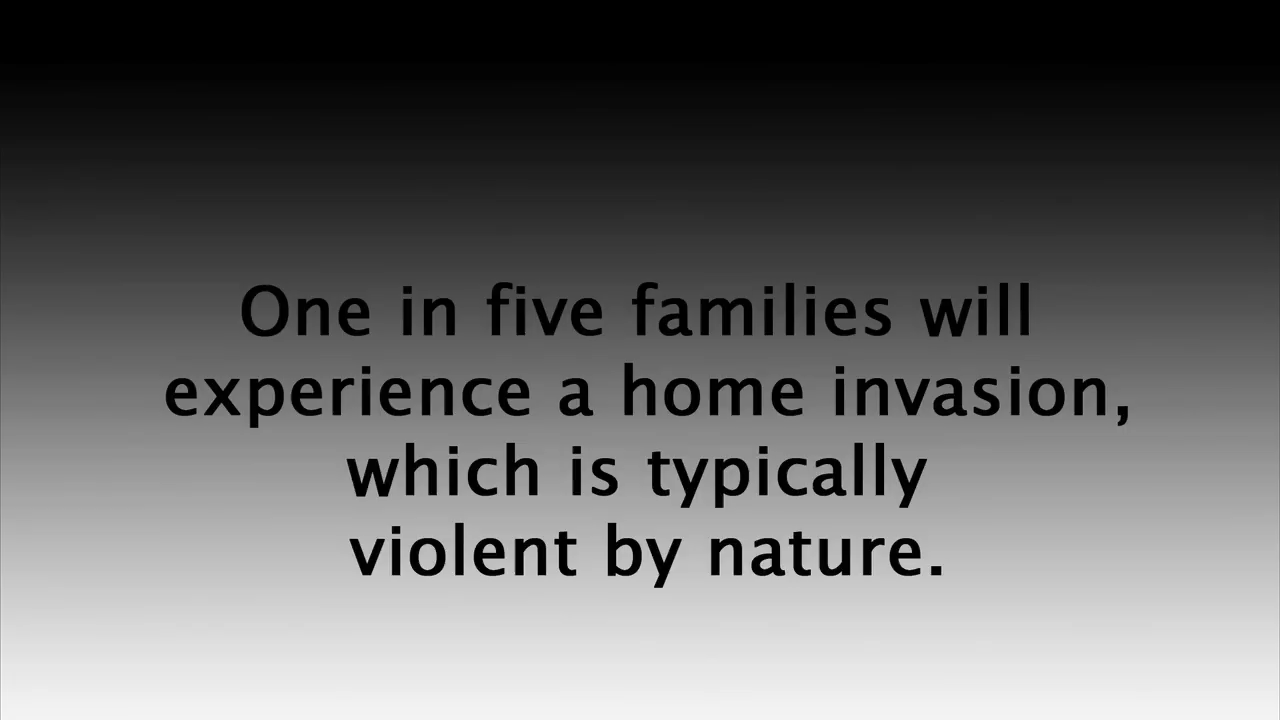 One in five families will
experience a home invasion,
which is typically
violent by nature.